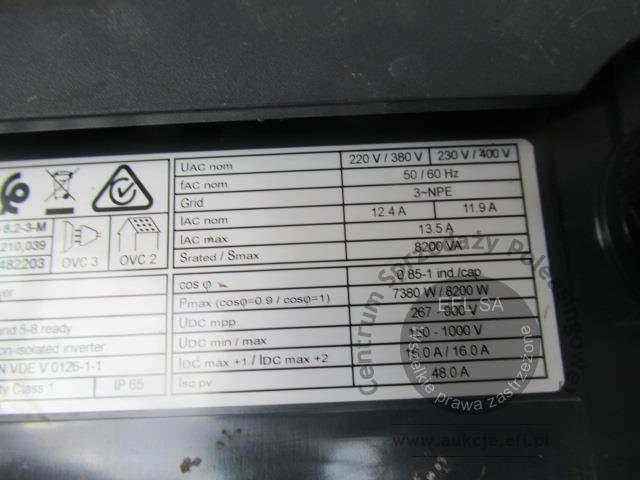 8.2-3-M
210,039
482203
OVC 3
OVC 2
and 5-8 ready
on-isolated inverter
N VDE V 0126-1-1
ty Class 1
IP 65
UAC nom 220 V / 380 V 230 V / 400 V
fAC nom 50 / 60 Hz
Grid 3~NPE
IAC nom 12.4 A 11.9 A
IAC max 13.5 A
Srated / Smax 8200 VA
cos φ 0.85-1 ind./cap.
Pmax (cosφ=0.9 / cosφ=1) 7380 W / 8200 W
UDC mpp 267 - 800 V
UDC min / max 150 - 1000 V
IDC max +1 / IDC max +2 16.0 A / 16.0 A
Isc pv 48.0 A
Centrum Sprzedaży
EFL SA
wszelkie prawa zastrzeżone
www.aukcje.efl.pl